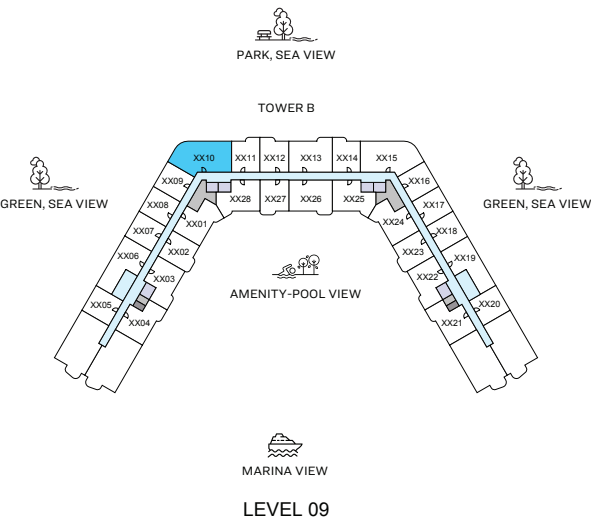 PARK, SEA VIEW
TOWER B
XX10
XX11
XX12
XX13
XX14
XX15
XX09
XX16
XX28
XX27
XX26
XX25
GREEN, SEA VIEW
GREEN, SEA VIEW
XX08
XX17
XX01
XX24
XX07
XX18
XX02
XX23
XX06
XX19
XX03
XX22
AMENITY-POOL VIEW
XX05
XX20
XX04
XX21
MARINA VIEW
LEVEL 09